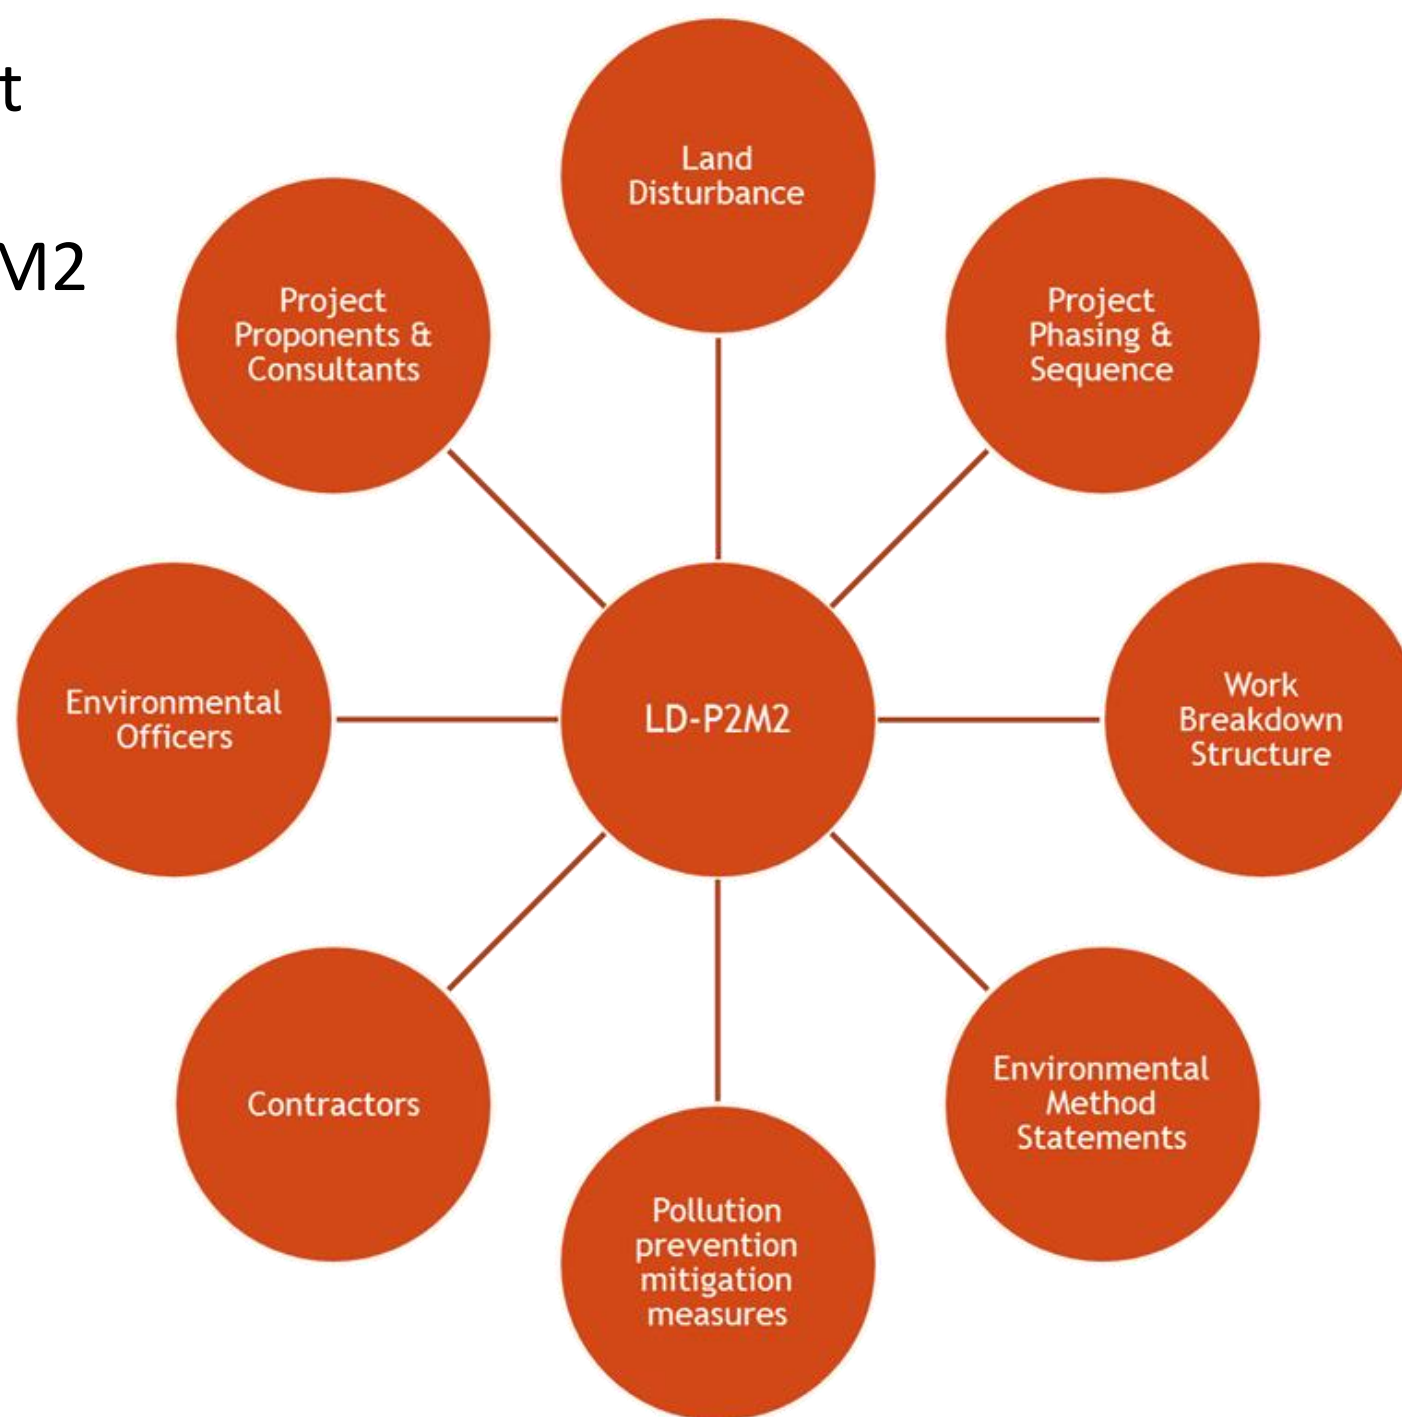 t
M2
Land
Disturbance
Project
Proponents &
Consultants
Project
Phasing &
Sequence
Environmental
Officers
LD-P2M2
Work
Breakdown
Structure
Contractors
Environmental
Method
Statements
Pollution
prevention
mitigation
measures